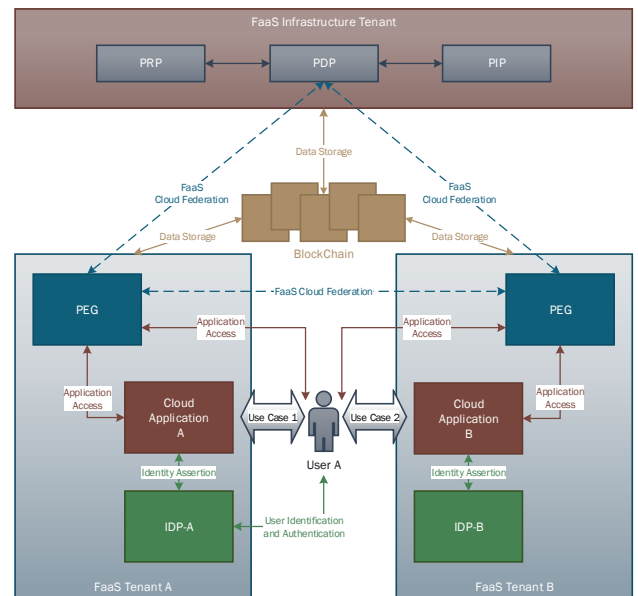 FaaS Infrastructure Tenant
PRP
PDP
PIP
Data Storage
FaaS
Cloud Federation
FaaS
Cloud Federation
Data Storage
Data Storage
BlockChain
PEG
FaaS Cloud Federation
PEG
Application
Access
Application
Access
Application
Access
Application
Access
Cloud
Application
A
Use Case 1
Use Case 2
Cloud
Application
B
User A
Identity Assertion
Identity Assertion
IDP-A
User Identification
and Authentication
IDP-B
FaaS Tenant A
FaaS Tenant B